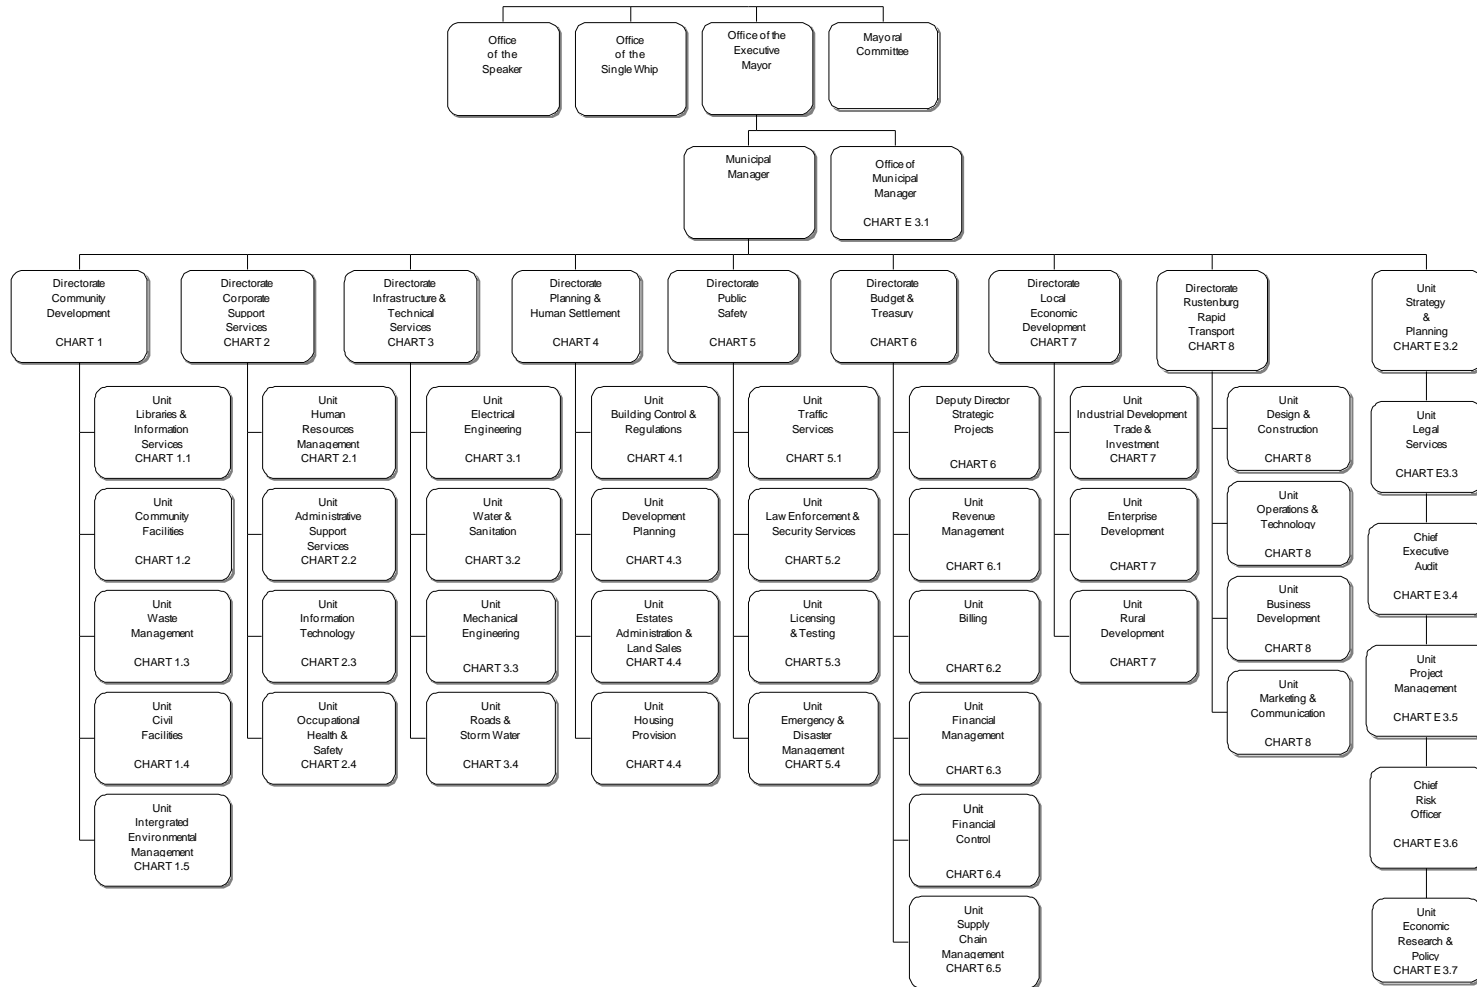 Office
of the
Speaker
Office
of the
Single Whip
Office of the
Executive
Mayor
Mayoral
Committee
Municipal
Manager
Office of
Municipal
Manager
CHART E 3.1
Directorate
Community
Development
CHART 1
Directorate
Corporate
Support
Services
CHART 2
Directorate
Infrastructure &
Technical
Services
CHART 3
Directorate
Planning &
Human Settlement
CHART 4
Directorate
Public
Safety
CHART 5
Directorate
Budget &
Treasury
CHART 6
Directorate
Local
Economic
Development
CHART 7
Directorate
Rustenburg
Rapid
Transport
CHART 8
Unit
Strategy
&
Planning
CHART E 3.2
Unit
Libraries &
Information
Services
CHART 1.1
Unit
Community
Facilities
CHART 1.2
Unit
Waste
Management
CHART 1.3
Unit
Civil
Facilities
CHART 1.4
Unit
Intergrated
Environmental
Management
CHART 1.5
Unit
Human
Resources
Management
CHART 2.1
Unit
Administrative
Support
Services
CHART 2.2
Unit
Information
Technology
CHART 2.3
Unit
Occupational
Health &
Safety
CHART 2.4
Unit
Electrical
Engineering
CHART 3.1
Unit
Water &
Sanitation
CHART 3.2
Unit
Mechanical
Engineering
CHART 3.3
Unit
Roads &
Storm Water
CHART 3.4
Unit
Building Control &
Regulations
CHART 4.1
Unit
Development
Planning
CHART 4.3
Unit
Estates
Administration &
Land Sales
CHART 4.4
Unit
Housing
Provision
CHART 4.4
Unit
Traffic
Services
CHART 5.1
Unit
Law Enforcement &
Security Services
CHART 5.2
Unit
Licensing
& Testing
CHART 5.3
Unit
Emergency &
Disaster
Management
CHART 5.4
Deputy Director
Strategic
Projects
CHART 6
Unit
Revenue
Management
CHART 6.1
Unit
Billing
CHART 6.2
Unit
Financial
Management
CHART 6.3
Unit
Financial
Control
CHART 6.4
Unit
Supply
Chain
Management
CHART 6.5
Unit
Industrial Development
Trade &
Investment
CHART 7
Unit
Enterprise
Development
CHART 7
Unit
Rural
Development
CHART 7
Unit
Design &
Construction
CHART 8
Unit
Operations &
Technology
CHART 8
Unit
Business
Development
CHART 8
Unit
Marketing &
Communication
CHART 8
Unit
Legal
Services
CHART E3.3
Chief
Executive
Audit
CHART E 3.4
Unit
Project
Management
CHART E 3.5
Chief
Risk
Officer
CHART E 3.6
Unit
Economic
Research &
Policy
CHART E 3.7